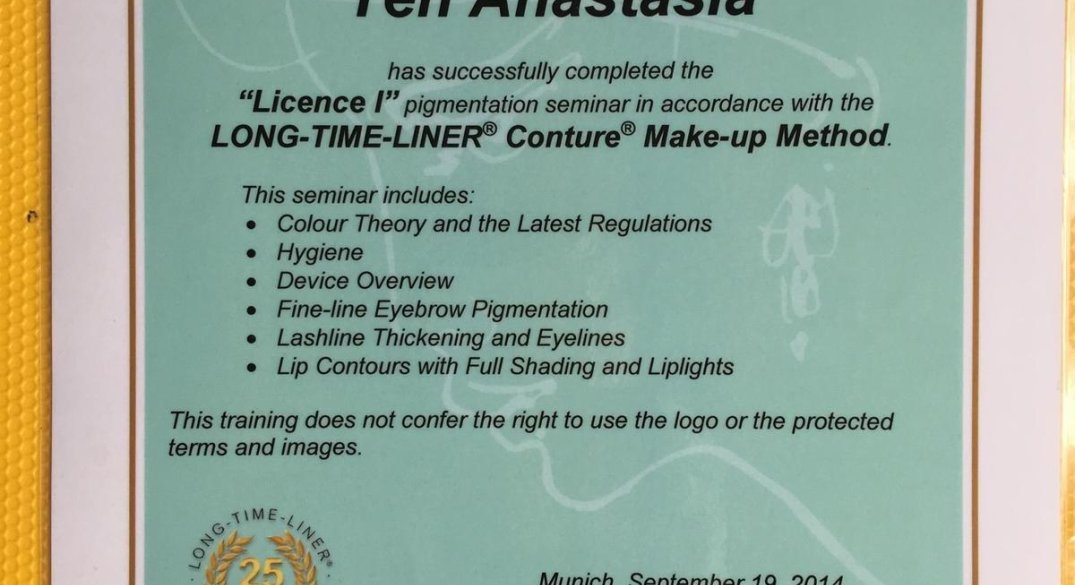 Ten Anastasia
has successfully completed the
"Licence I" pigmentation seminar in accordance with the
LONG-TIME-LINER® Conture® Make-up Method.
This seminar includes:
• Colour Theory and the Latest Regulations
• Hygiene
• Device Overview
• Fine-line Eyebrow Pigmentation
• Lashline Thickening and Eyelines
• Lip Contours with Full Shading and Liplights
This training does not confer the right to use the logo or the protected
terms and images.
LONG-TIME-LINER®
25
Munich, September 19, 2014